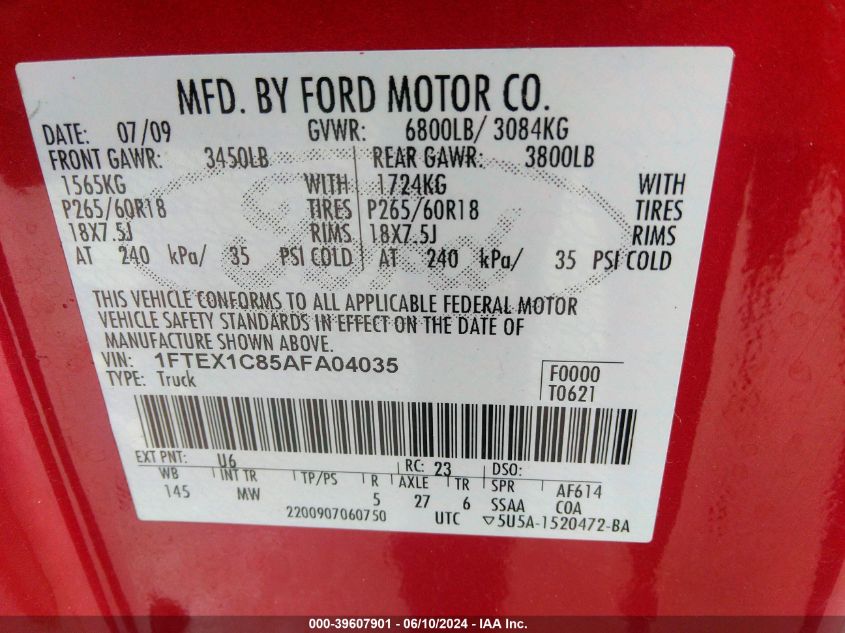 MFD. BY FORD MOTOR CO.
DATE: 07/09 GVWR: 6800LB/ 3084KG
FRONT GAWR: 3450LB REAR GAWR: 3800LB
1565KG WITH 1724KG WITH
P265/60R18 TIRES P265/60R18 TIRES
18X7.5J RIMS 18X7.5J RIMS
AT 240 kPa/ 35 PSI COLD AT 240 kPa/ 35 PSI COLD
THIS VEHICLE CONFORMS TO ALL APPLICABLE FEDERAL MOTOR
VEHICLE SAFETY STANDARDS IN EFFECT ON THE DATE OF
MANUFACTURE SHOWN ABOVE.
VIN: 1FTEX1C85AFA04035 F0000
TYPE: Truck T0621
EXT PNT: U6 RC: 23 DSO:
WB INT TR TP/PS R AXLE TR SPR AF614
145 MW 5 27 6 SSAA COA
2200907060750 UTC ▽5U5A-1520472-BA
000-39607901 - 06/10/2024 - IAA Inc.